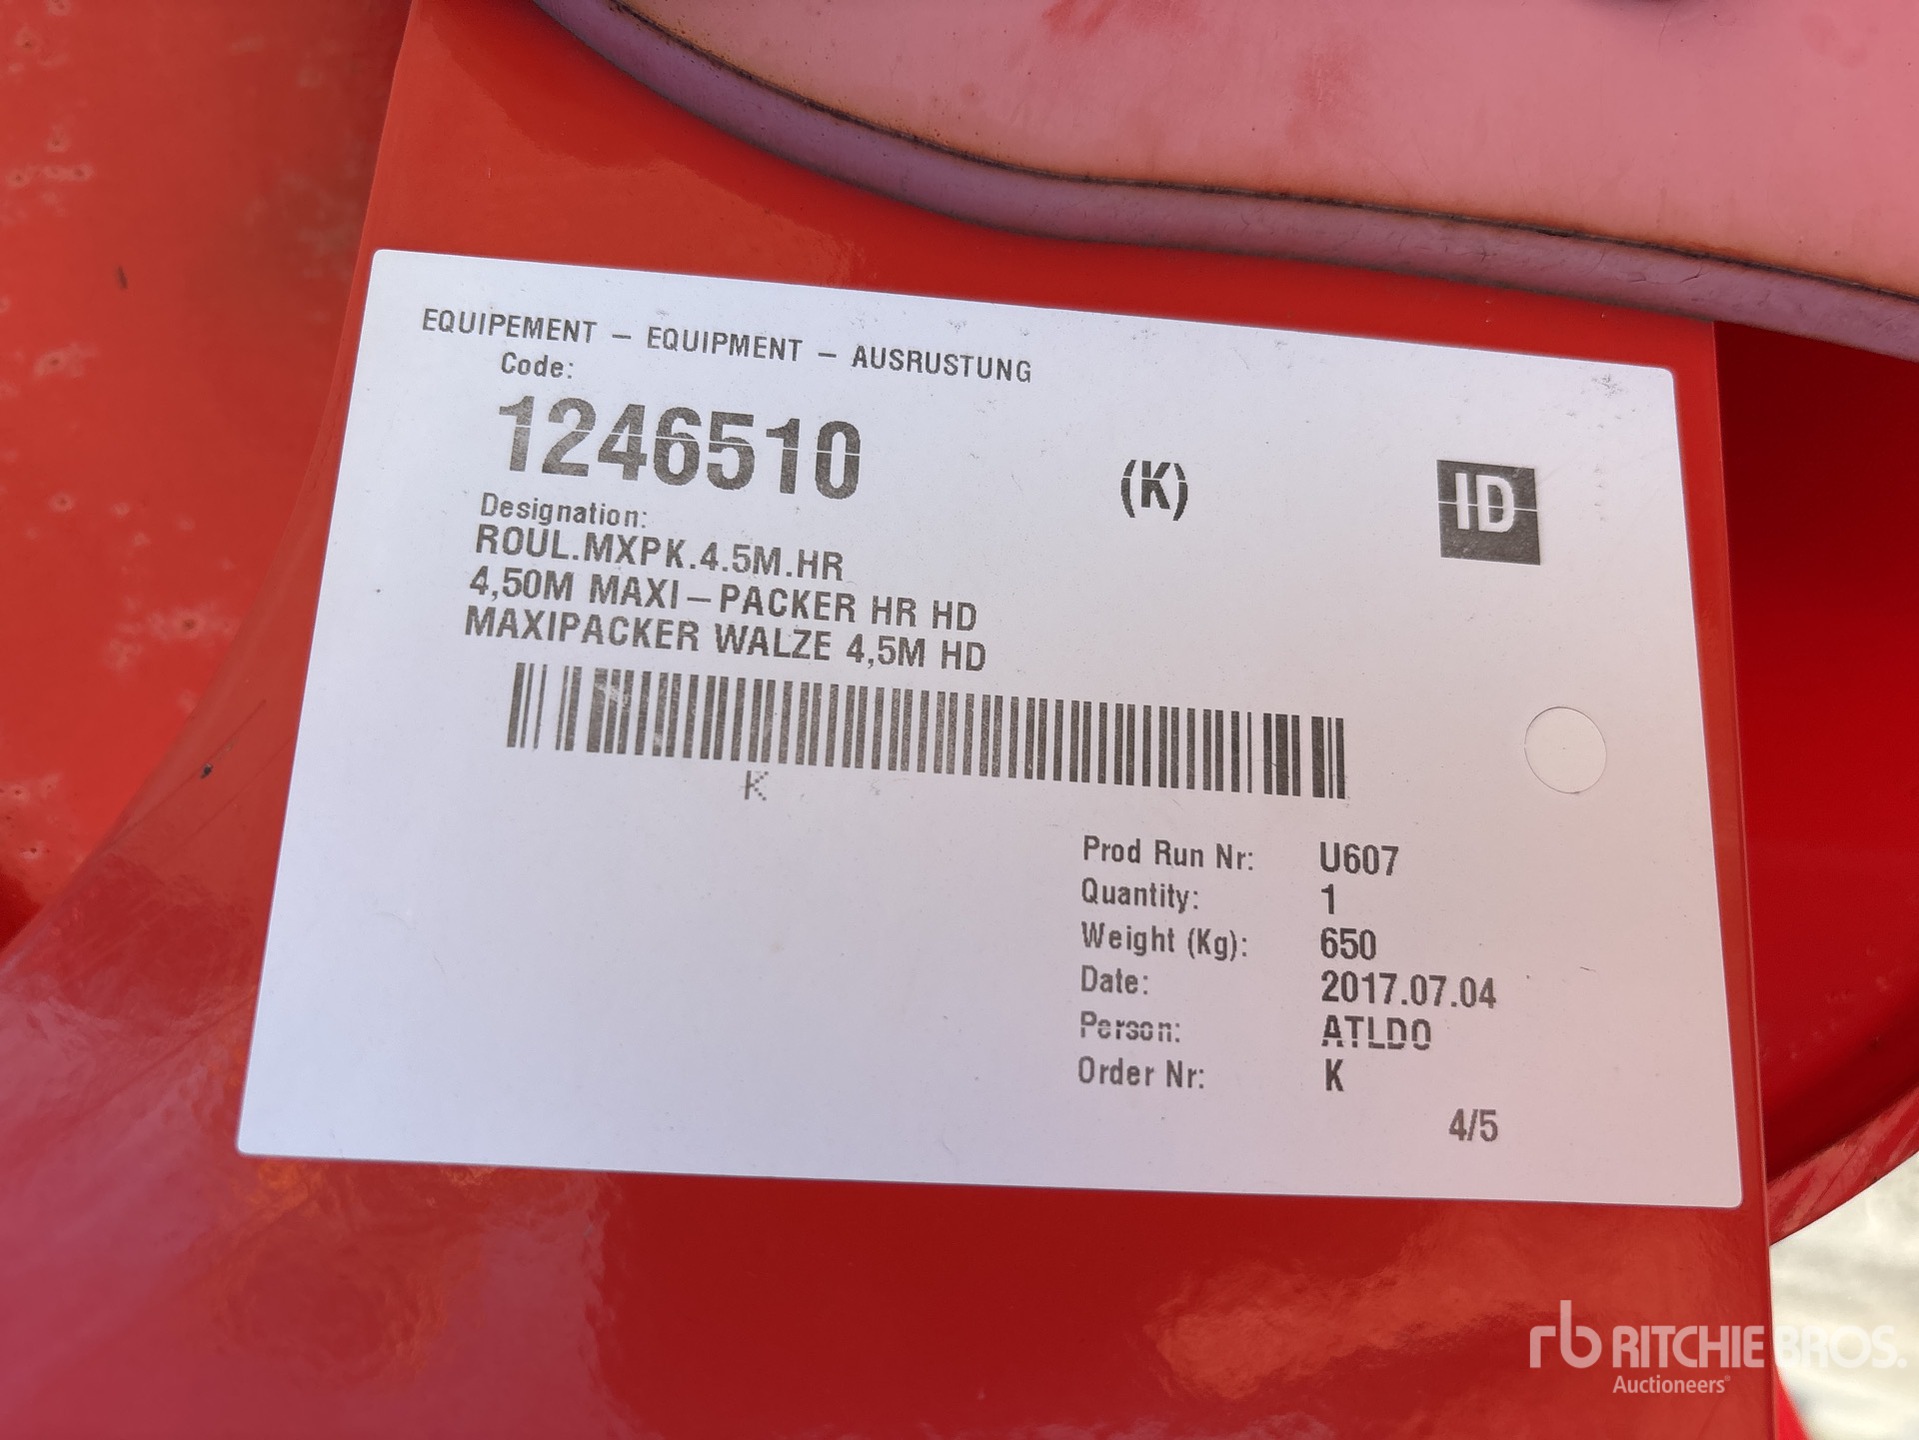 EQUIPEMENT – EQUIPMENT – AUSRUSTUNG
Code:
1246510
(K)
ID
Designation:
ROUL.MXPK.4.5M.HR
4,50M MAXI–PACKER HR HD
MAXIPACKER WALZE 4,5M HD
K
Prod Run Nr: U607
Quantity: 1
Weight (Kg): 650
Date: 2017.07.04
Person: ATLDO
Order Nr: K
4/5
rb RITCHIE BROS.
Auctioneers®